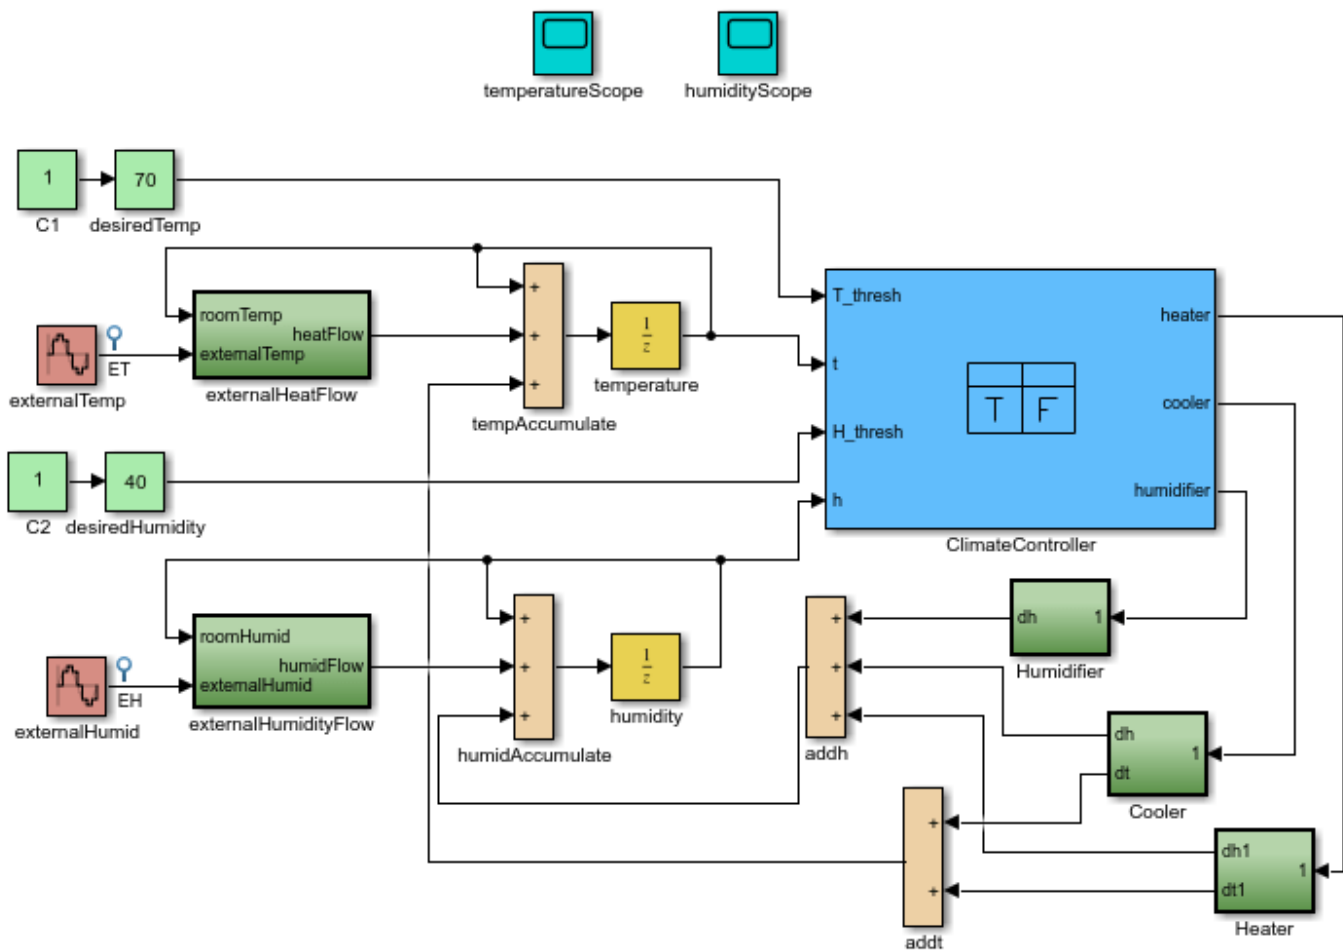 temperatureScope
humidityScope
1
70
C1
desiredTemp
roomTemp
heatFlow
externalTemp
ET
externalTemp
externalHeatFlow
+
+
+
tempAccumulate
1
z
temperature
T_thresh
t
H_thresh
h
heater
cooler
humidifier
T F
ClimateController
1
40
C2
desiredHumidity
roomHumid
humidFlow
externalHumid
EH
externalHumid
externalHumidityFlow
+
+
+
humidAccumulate
1
z
humidity
+
+
+
addh
dh 1
Humidifier
dh
1
dt
Cooler
+
+
addt
dh1
1
dt1
Heater